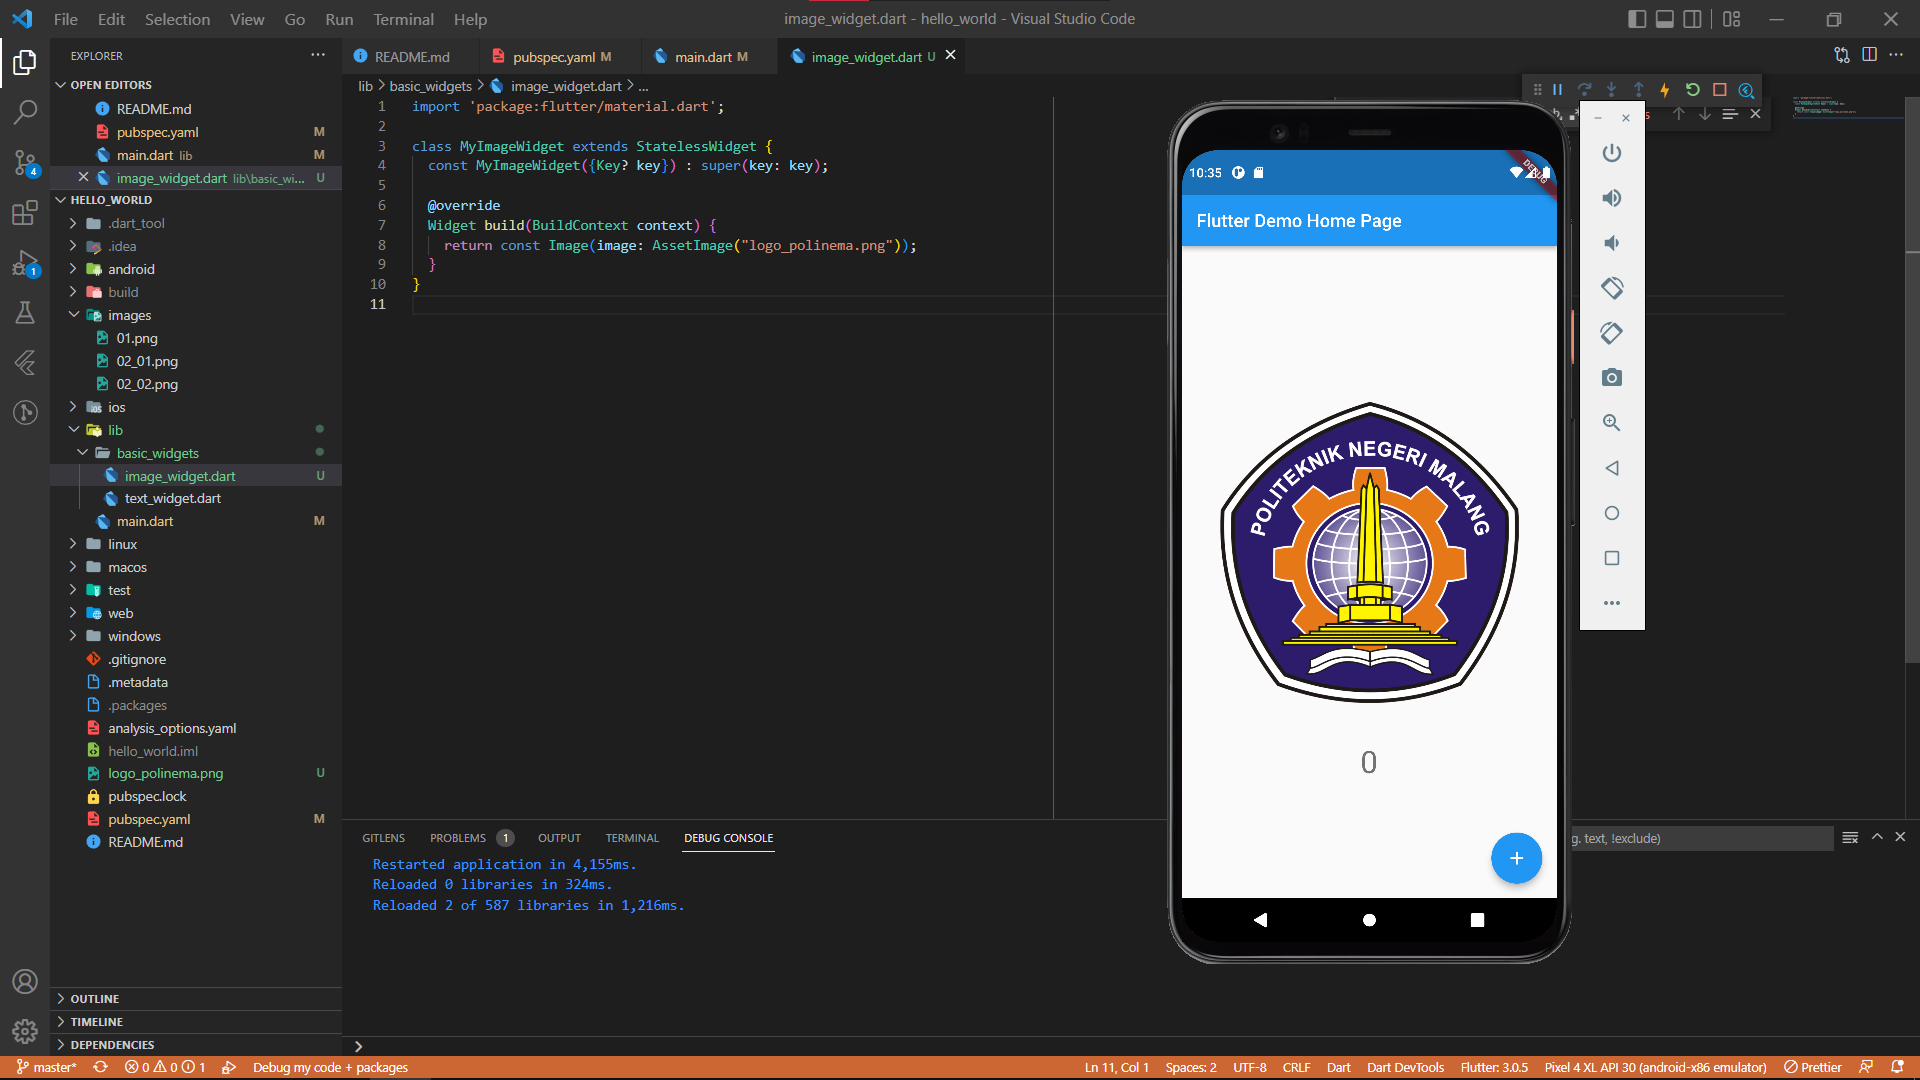 File Edit Selection View Go Run Terminal Help
image_widget.dart - hello_world - Visual Studio Code
EXPLORER
README.md
pubspec.yaml M
main.dart M
image_widget.dart U
OPEN EDITORS
README.md
pubspec.yaml M
main.dart lib M
image_widget.dart lib\basic_wi... U
HELLO_WORLD
.dart_tool
.idea
android
build
images
01.png
02_01.png
02_02.png
ios
lib
basic_widgets
image_widget.dart U
text_widget.dart
main.dart M
linux
macos
test
web
windows
.gitignore
.metadata
.packages
analysis_options.yaml
hello_world.iml
logo_polinema.png U
pubspec.lock
pubspec.yaml M
README.md
OUTLINE
TIMELINE
DEPENDENCIES
4
1
lib > basic_widgets > image_widget.dart > ...
1 import 'package:flutter/material.dart';
2
3 class MyImageWidget extends StatelessWidget {
4 const MyImageWidget({Key? key}) : super(key: key);
5
6 @override
7 Widget build(BuildContext context) {
8 return const Image(image: AssetImage("logo_polinema.png"));
9 }
10 }
11
10:35
DEBUG
Flutter Demo Home Page
POLITEKNIK NEGERI MALANG
0
GITLENS PROBLEMS 1 OUTPUT TERMINAL DEBUG CONSOLE
g. text, !exclude)
Restarted application in 4,155ms.
Reloaded 0 libraries in 324ms.
Reloaded 2 of 587 libraries in 1,216ms.
master* 0 0 1 Debug my code + packages
Ln 11, Col 1 Spaces: 2 UTF-8 CRLF Dart Dart DevTools Flutter: 3.0.5 Pixel 4 XL API 30 (android-x86 emulator) Prettier